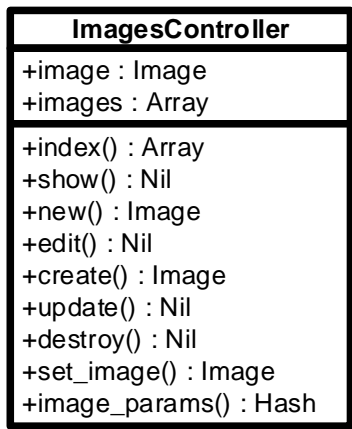 ImagesController
+image : Image
+images : Array
+index() : Array
+show() : Nil
+new() : Image
+edit() : Nil
+create() : Image
+update() : Nil
+destroy() : Nil
+set_image() : Image
+image_params() : Hash